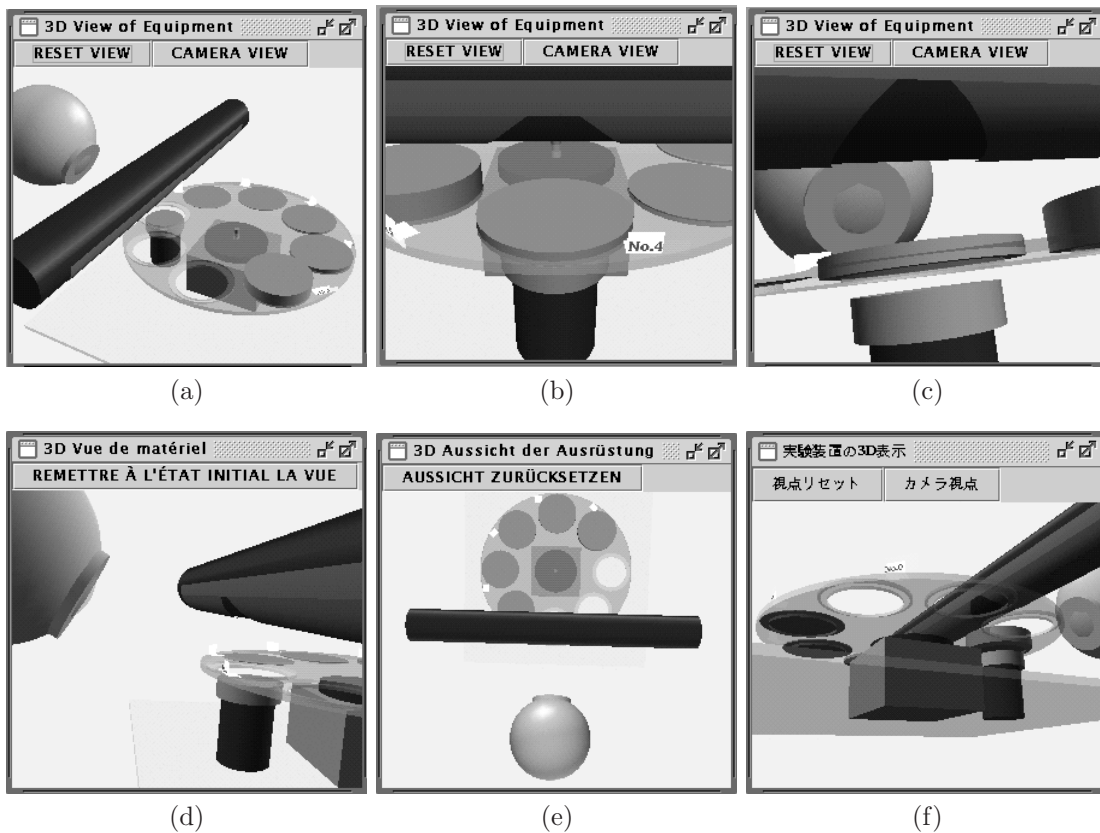 3D View of Equipment
RESET VIEW CAMERA VIEW
(a)
3D View of Equipment
RESET VIEW CAMERA VIEW
No.4
(b)
3D View of Equipment
RESET VIEW CAMERA VIEW
(c)
3D Vue de matériel
REMETTRE À L'ÉTAT INITIAL LA VUE
(d)
3D Aussicht der Ausrüstung
AUSSICHT ZURÜCKSETZEN
(e)
実験装置の3D表示
視点リセット カメラ視点
No.0
(f)